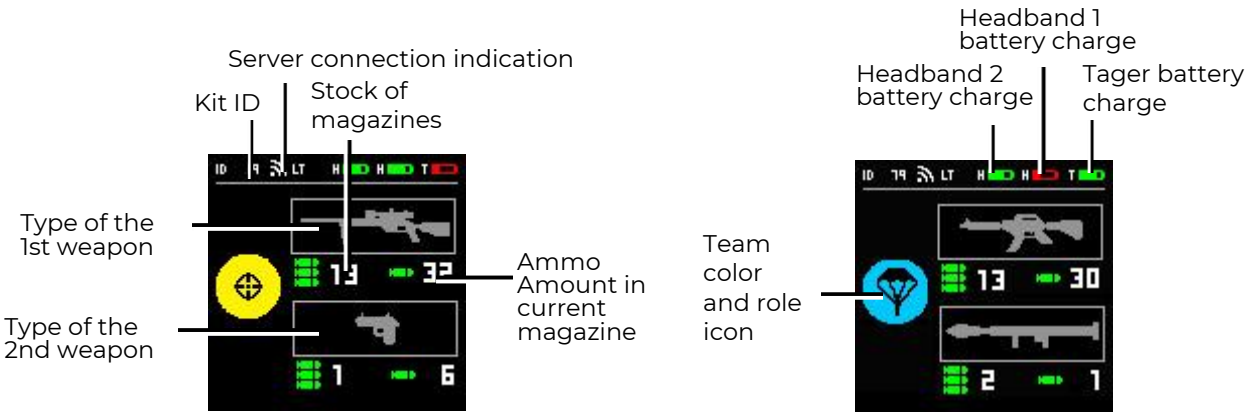 Server connection indication
Kit ID
Stock of
magazines
ID 79 LT H H T
Type of the
1st weapon
13 32
Ammo
Amount in
current
magazine
Type of the
2nd weapon
1 6
Headband 1
battery charge
Headband 2
battery charge
Tager battery
charge
ID 79 LT H H T
Team
color
and role
icon
13 30
2 1